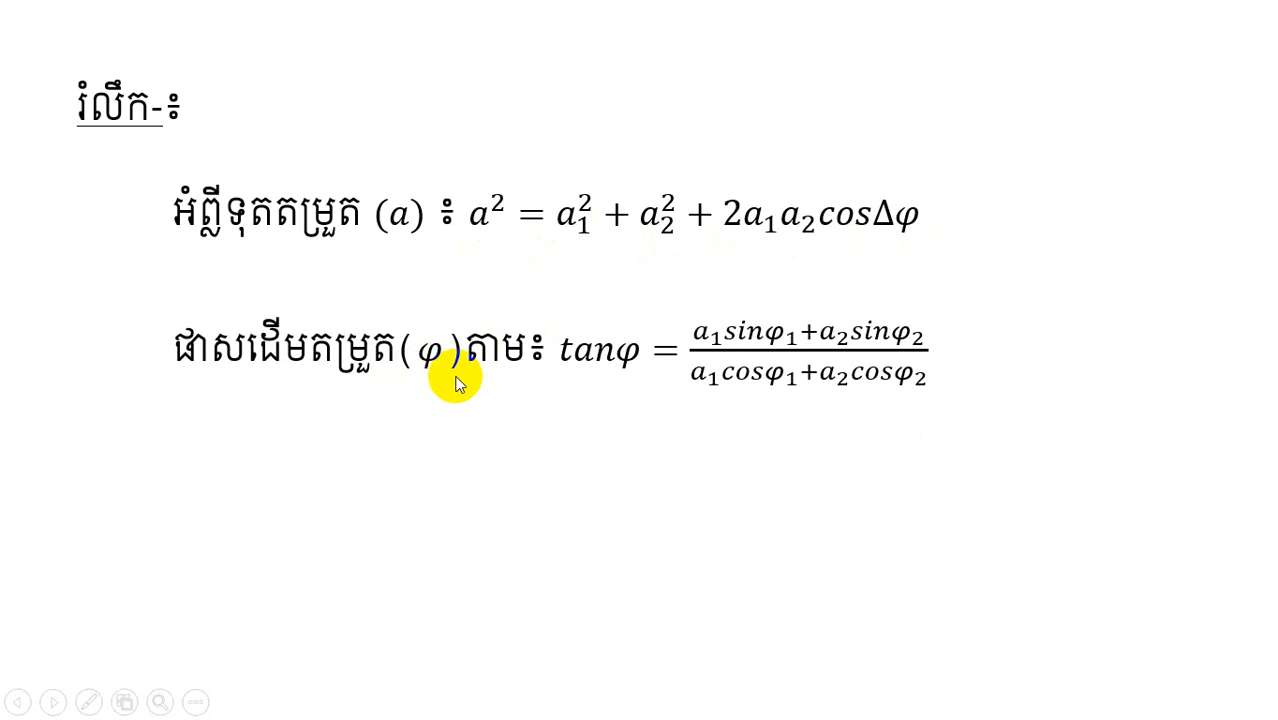 រំលឹក-៖
អំព្លីទុតតម្រួត (a) ៖ a² = a₁² + a₂² + 2a₁a₂cosΔφ
ផាសដើមតម្រួត( φ )តាម៖ tanφ = (a₁sinφ₁+a₂sinφ₂)/(a₁cosφ₁+a₂cosφ₂)